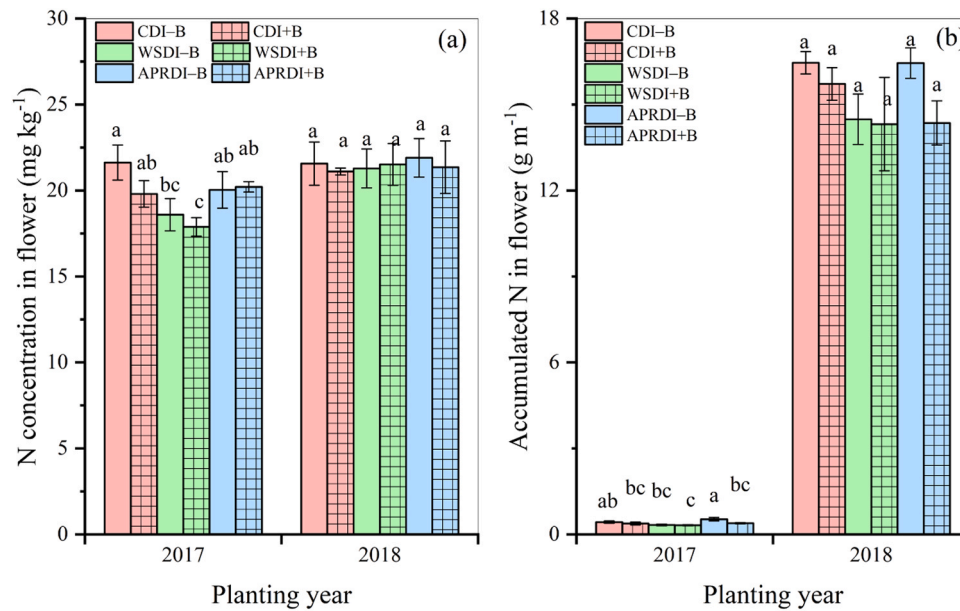 30
25
20
15
10
5
0
N concentration in flower (mg kg⁻¹)
CDI–B CDI+B
WSDI–B WSDI+B
APRDI–B APRDI+B
(a)
a ab bc c ab ab
a a a a a a
2017 2018
Planting year
18
12
6
0
Accumulated N in flower (g m⁻¹)
CDI–B
CDI+B
WSDI–B
WSDI+B
APRDI–B
APRDI+B
(b)
ab bc bc c a bc
a a a a a a
2017 2018
Planting year